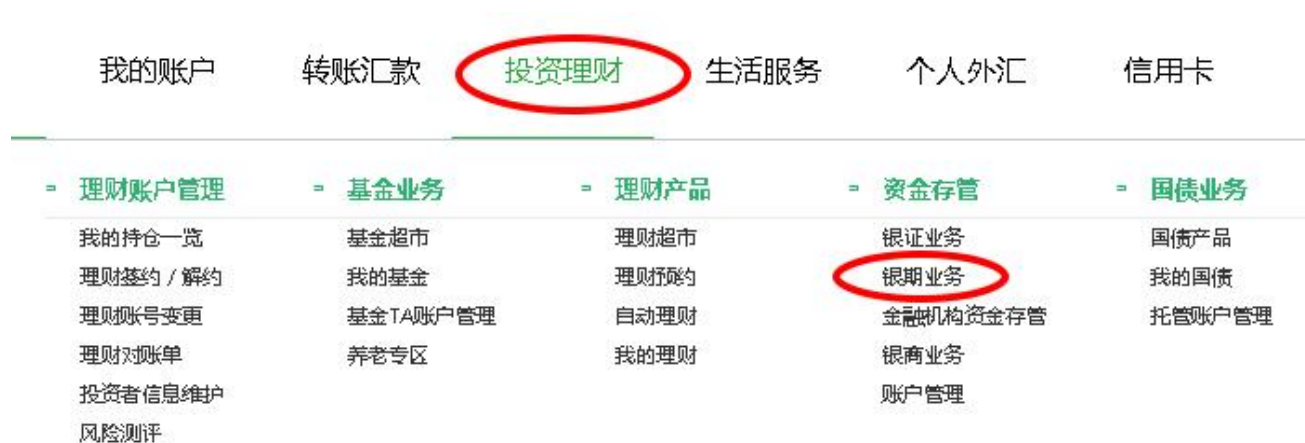 我的账户 转账汇款 投资理财 生活服务 个人外汇 信用卡
理财账户管理 基金业务 理财产品 资金存管 国债业务
我的持仓一览 基金超市 理财超市 银证业务 国债产品
理财签约 / 解约 我的基金 理财预约 银期业务 我的国债
理财账号变更 基金TA账户管理 自动理财 金融机构资金存管 托管账户管理
理财对账单 养老专区 我的理财 银商业务
投资者信息维护 账户管理
风险测评